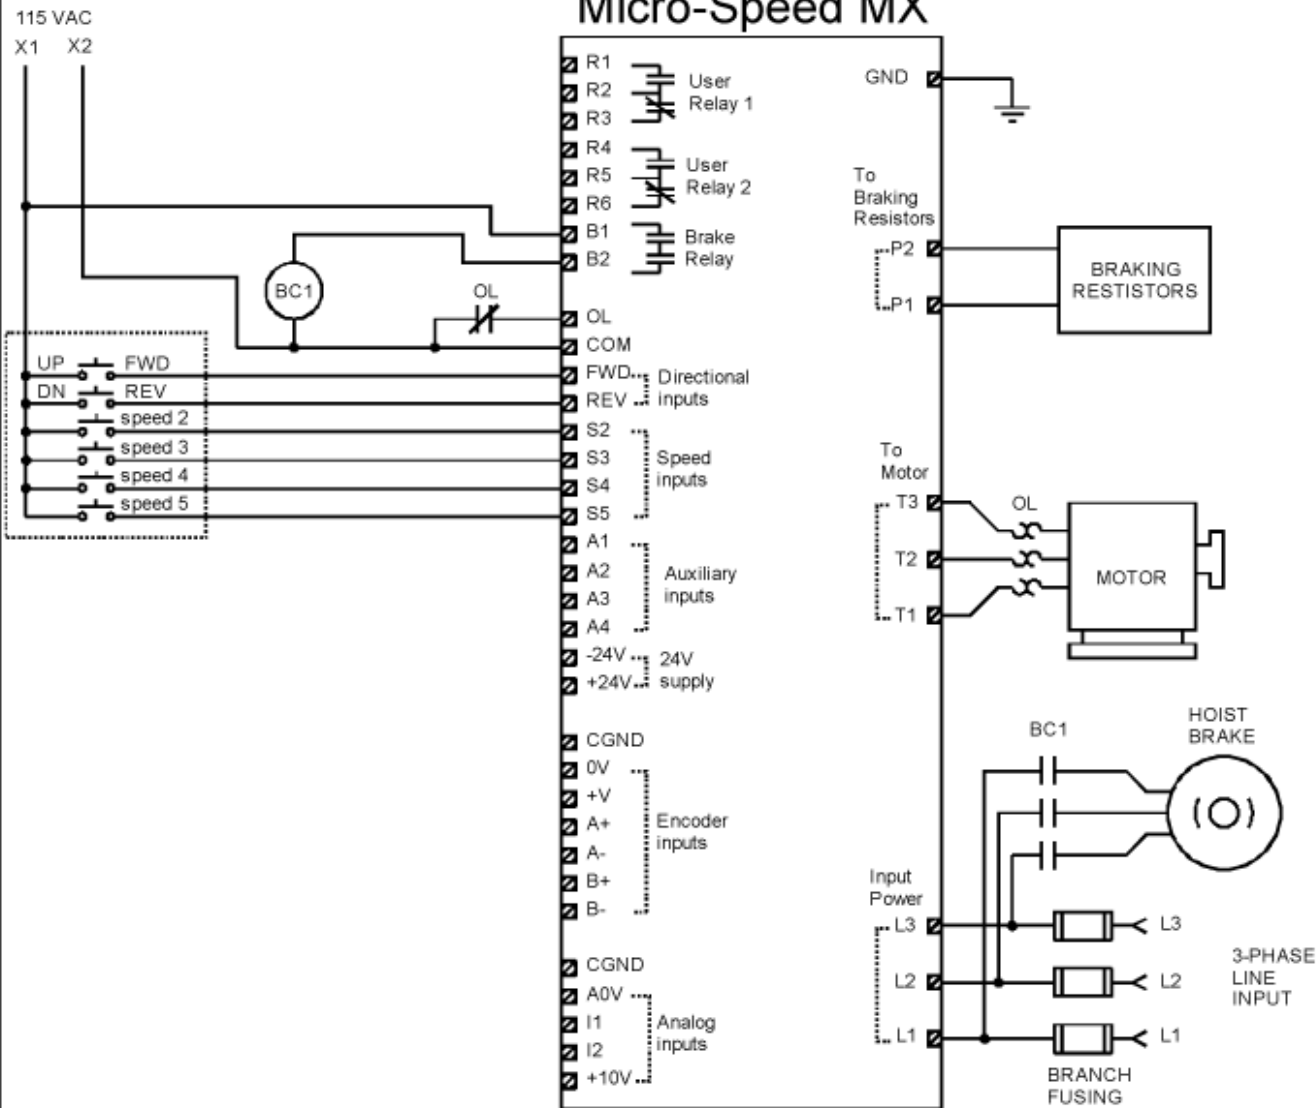 Micro-Speed MX
115 VAC
X1 X2
R1
R2
R3
User
Relay 1
R4
R5
R6
User
Relay 2
B1
B2
Brake
Relay
BC1
OL
OL
COM
UP FWD
DN REV
speed 2
speed 3
speed 4
speed 5
FWD
REV
Directional
inputs
S2
S3
S4
S5
Speed
inputs
A1
A2
A3
A4
Auxiliary
inputs
-24V
+24V
24V
supply
CGND
0V
+V
A+
A-
B+
B-
Encoder
inputs
CGND
A0V
I1
I2
+10V
Analog
inputs
GND
To
Braking
Resistors
P2
P1
BRAKING
RESTISTORS
To
Motor
T3
T2
T1
OL
MOTOR
BC1
HOIST
BRAKE
Input
Power
L3
L2
L1
L3
L2
L1
3-PHASE
LINE
INPUT
BRANCH
FUSING